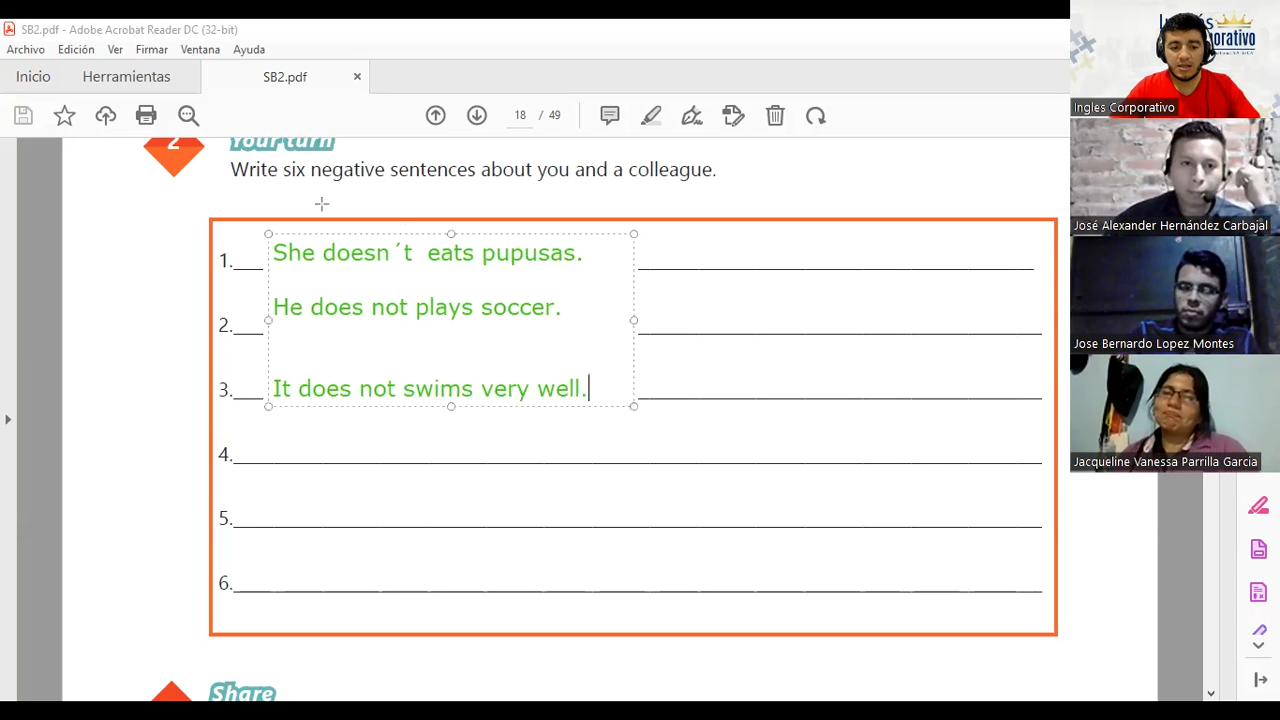 SB2.pdf - Adobe Acrobat Reader DC (32-bit)
Archivo Edición Ver Firmar Ventana Ayuda
Inicio Herramientas SB2.pdf ×
18 / 49
2 Your turn
Write six negative sentences about you and a colleague.
1. She doesn´t  eats pupusas.
2. He does not plays soccer.
3. It does not swims very well.
4.
5.
6.
Share
Ingles Corporativo
José Alexander Hernández Carbajal
Jose Bernardo Lopez Montes
Jacqueline Vanessa Parrilla Garcia